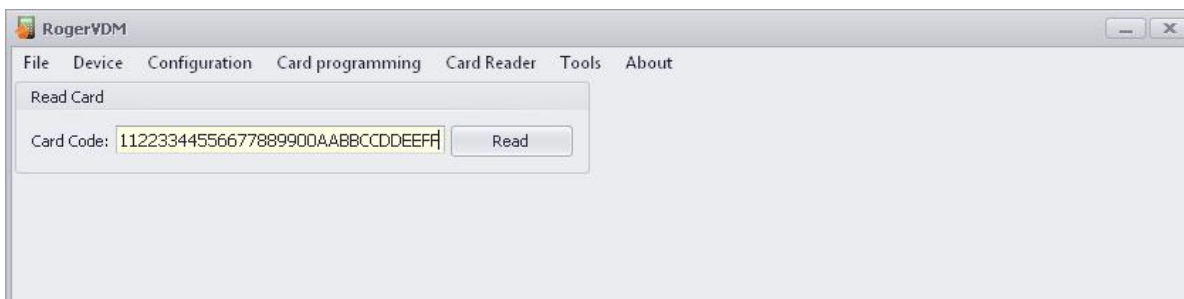 RogerVDM
File Device Configuration Card programming Card Reader Tools About
Read Card
Card Code: 11223344556677889900AABBCCDDEEFF Read